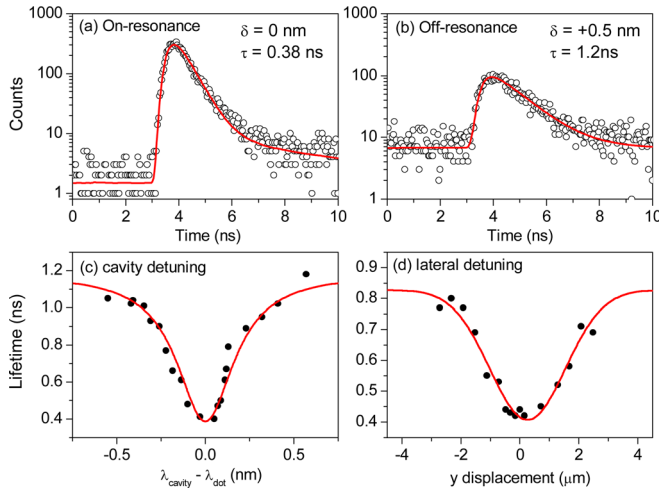 (a) On-resonance
δ = 0 nm
τ = 0.38 ns
Counts
1000
100
10
1
0 2 4 6 8 10
Time (ns)
(b) Off-resonance
δ = +0.5 nm
τ = 1.2ns
100
10
1
0 2 4 6 8 10
Time (ns)
(c) cavity detuning
Lifetime (ns)
1.2
1.0
0.8
0.6
0.4
-0.5 0.0 0.5
λcavity - λdot (nm)
(d) lateral detuning
0.9
0.8
0.7
0.6
0.5
0.4
-4 -2 0 2 4
y displacement (μm)